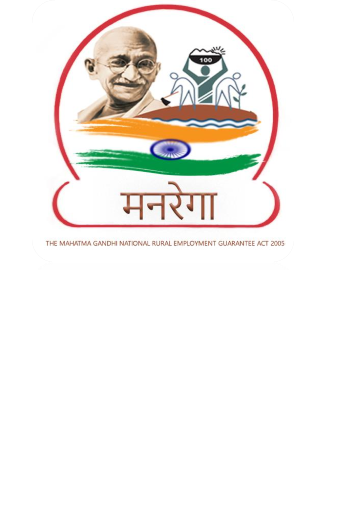 100
मनरेगा
THE MAHATMA GANDHI NATIONAL RURAL EMPLOYMENT GUARANTEE ACT 2005